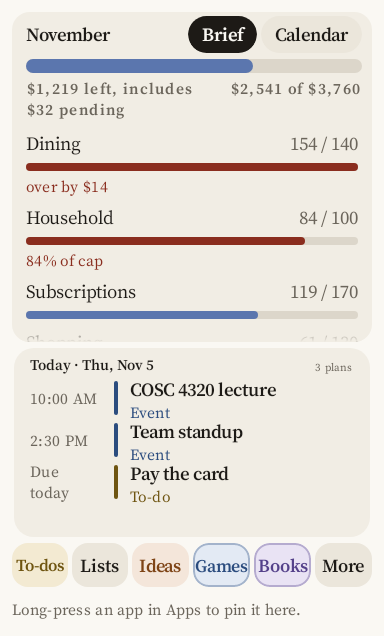 November Brief Calendar
$1,219 left, includes $2,541 of $3,760
$32 pending
Dining 154 / 140
over by $14
Household 84 / 100
84% of cap
Subscriptions 119 / 170
Today · Thu, Nov 5 3 plans
10:00 AM COSC 4320 lecture
Event
2:30 PM Team standup
Event
Due today Pay the card
To-do
To-dos Lists Ideas Games Books More
Long-press an app in Apps to pin it here.